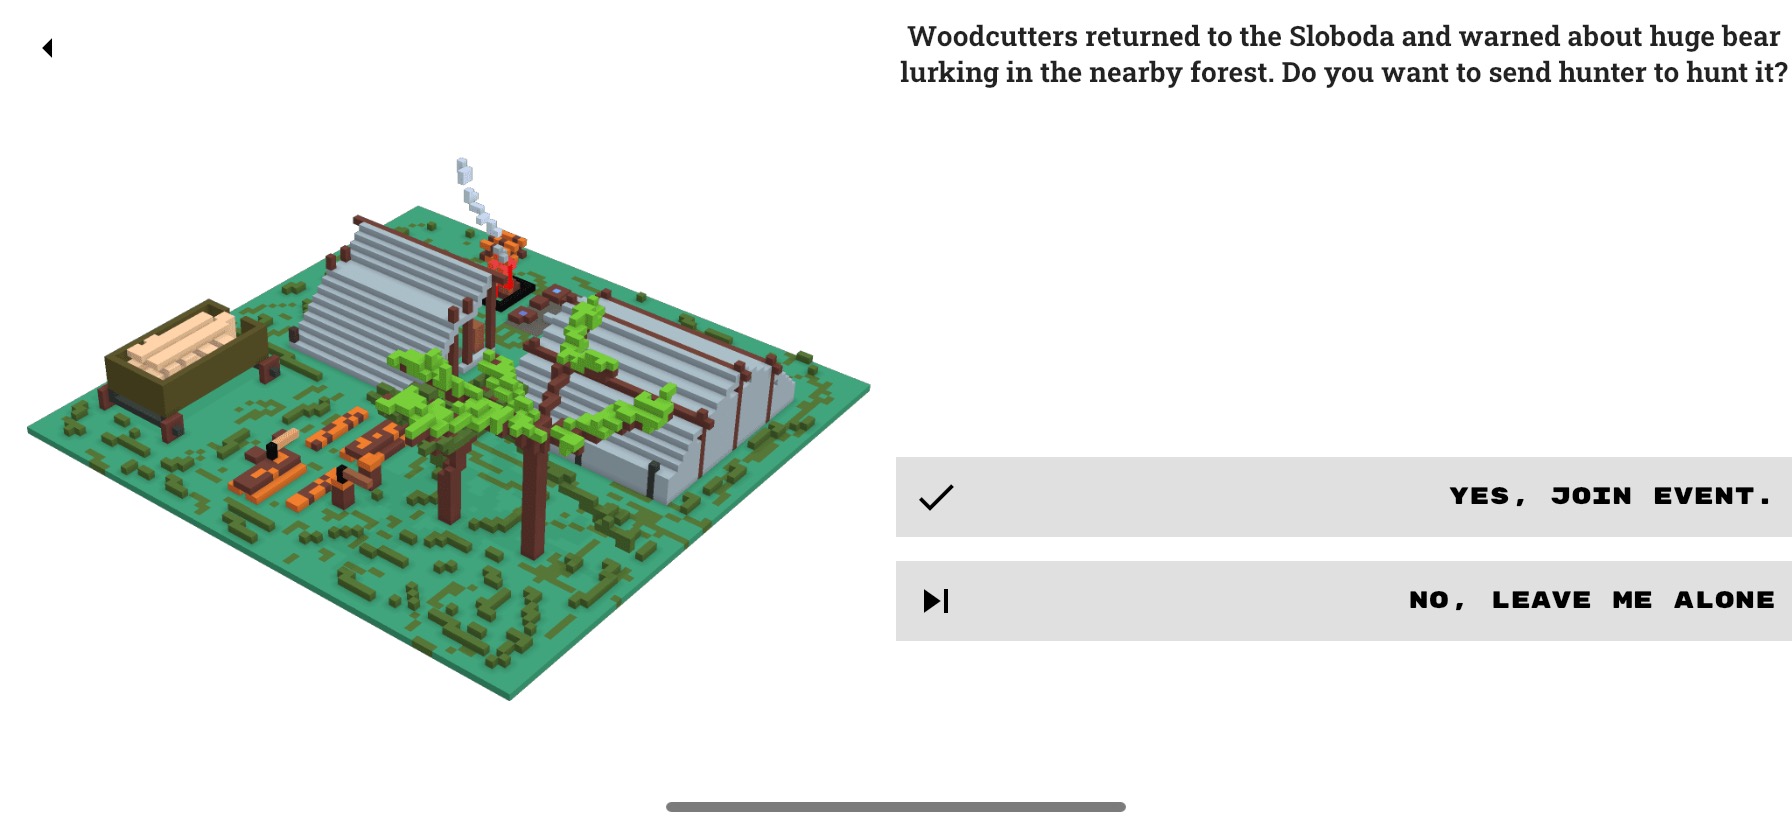 Woodcutters returned to the Sloboda and warned about huge bear
lurking in the nearby forest. Do you want to send hunter to hunt it?
YES, JOIN EVENT.
NO, LEAVE ME ALONE